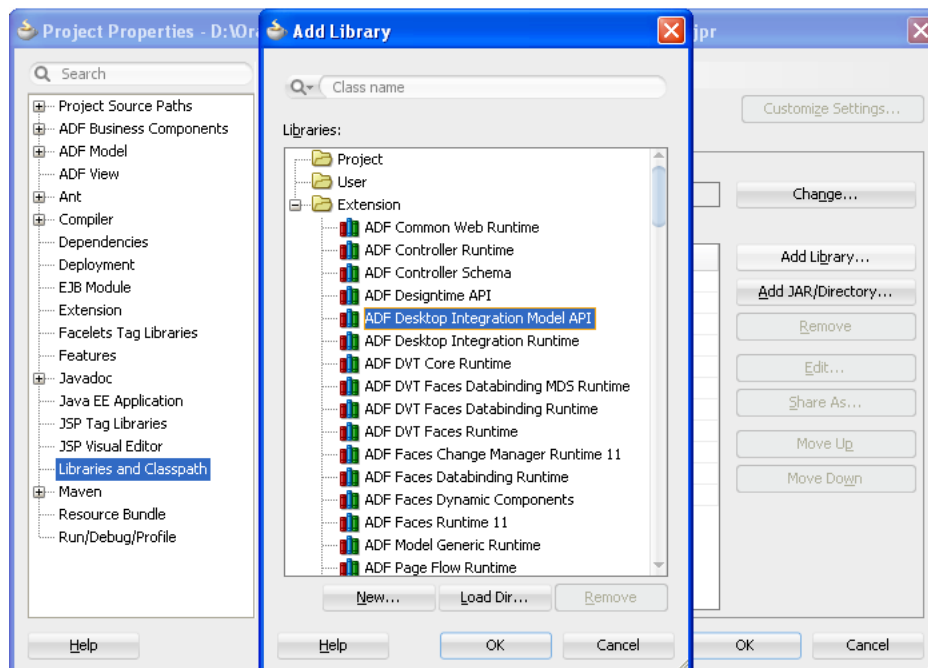 Project Properties - D:\Ora
Add Library
jpr
Search
Project Source Paths
ADF Business Components
ADF Model
ADF View
Ant
Compiler
Dependencies
Deployment
EJB Module
Extension
Facelets Tag Libraries
Features
Javadoc
Java EE Application
JSP Tag Libraries
JSP Visual Editor
Libraries and Classpath
Maven
Resource Bundle
Run/Debug/Profile
Help
Class name
Libraries:
Project
User
Extension
ADF Common Web Runtime
ADF Controller Runtime
ADF Controller Schema
ADF Designtime API
ADF Desktop Integration Model API
ADF Desktop Integration Runtime
ADF DVT Core Runtime
ADF DVT Faces Databinding MDS Runtime
ADF DVT Faces Databinding Runtime
ADF DVT Faces Runtime
ADF Faces Change Manager Runtime 11
ADF Faces Databinding Runtime
ADF Faces Dynamic Components
ADF Faces Runtime 11
ADF Model Generic Runtime
ADF Page Flow Runtime
New... Load Dir... Remove
Help OK Cancel
Customize Settings...
Change...
Add Library...
Add JAR/Directory...
Remove
Edit...
Share As...
Move Up
Move Down
OK Cancel